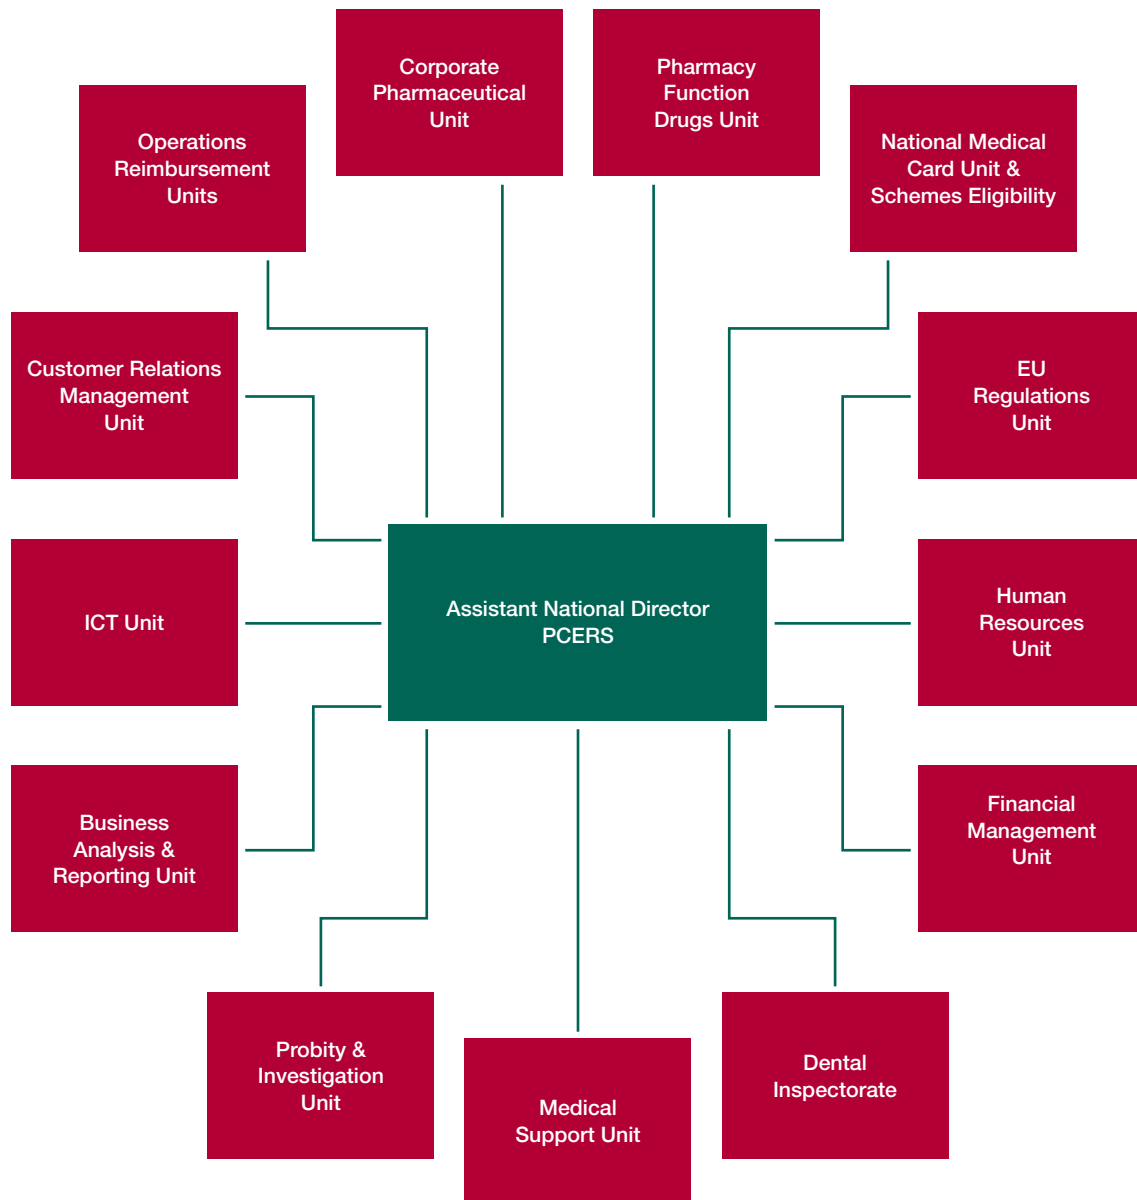 Corporate
Pharmaceutical
Unit
Pharmacy
Function
Drugs Unit
Operations
Reimbursement
Units
National Medical
Card Unit &
Schemes Eligibility
Customer Relations
Management
Unit
EU
Regulations
Unit
ICT Unit
Assistant National Director
PCERS
Human
Resources
Unit
Business
Analysis &
Reporting Unit
Financial
Management
Unit
Probity &
Investigation
Unit
Medical
Support Unit
Dental
Inspectorate